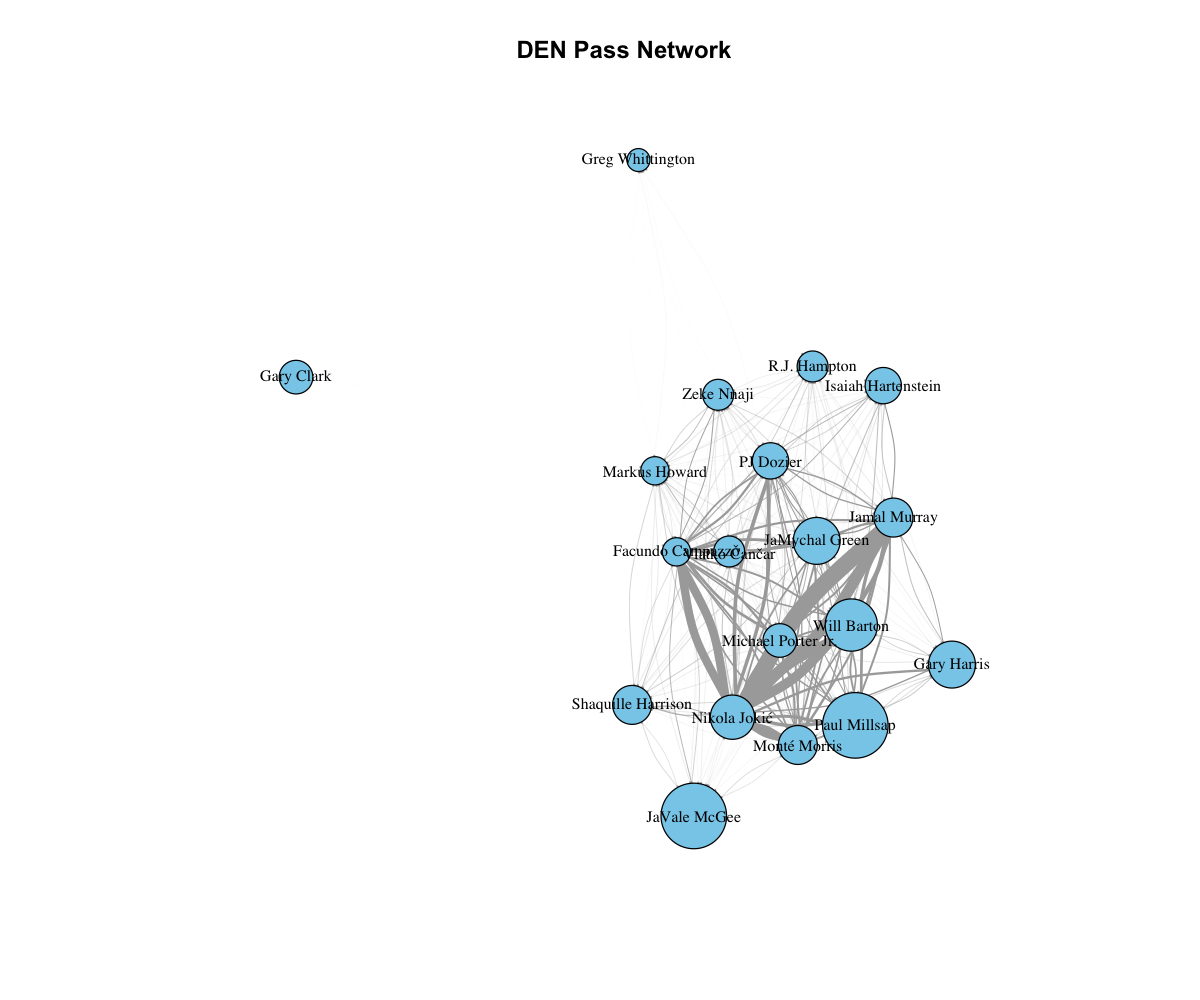 DEN Pass Network
Greg Whittington
R.J. Hampton
Gary Clark
Isaiah Hartenstein
Zeke Nnaji
PJ Dozier
Markus Howard
Jamal Murray
JaMychal Green
Facundo Campazzo
Vlatko Čančar
Will Barton
Michael Porter Jr.
Gary Harris
Shaquille Harrison
Nikola Jokić
Paul Millsap
Monté Morris
JaVale McGee